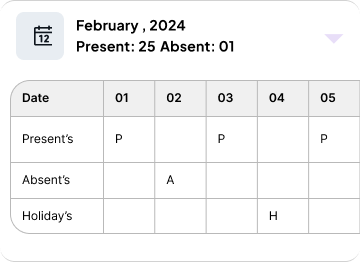 February , 2024
Present: 25 Absent: 01
12
Date 01 02 03 04 05
Present's P P P
Absent's A
Holiday's H